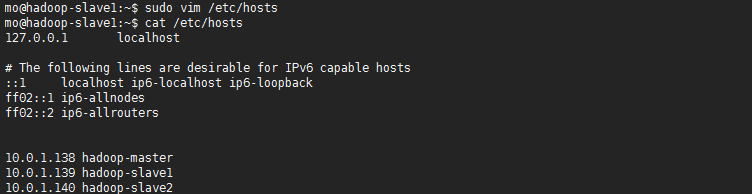 mo@hadoop-slave1:~$ sudo vim /etc/hosts
mo@hadoop-slave1:~$ cat /etc/hosts
127.0.0.1       localhost
# The following lines are desirable for IPv6 capable hosts
::1     localhost ip6-localhost ip6-loopback
ff02::1 ip6-allnodes
ff02::2 ip6-allrouters
10.0.1.138 hadoop-master
10.0.1.139 hadoop-slave1
10.0.1.140 hadoop-slave2